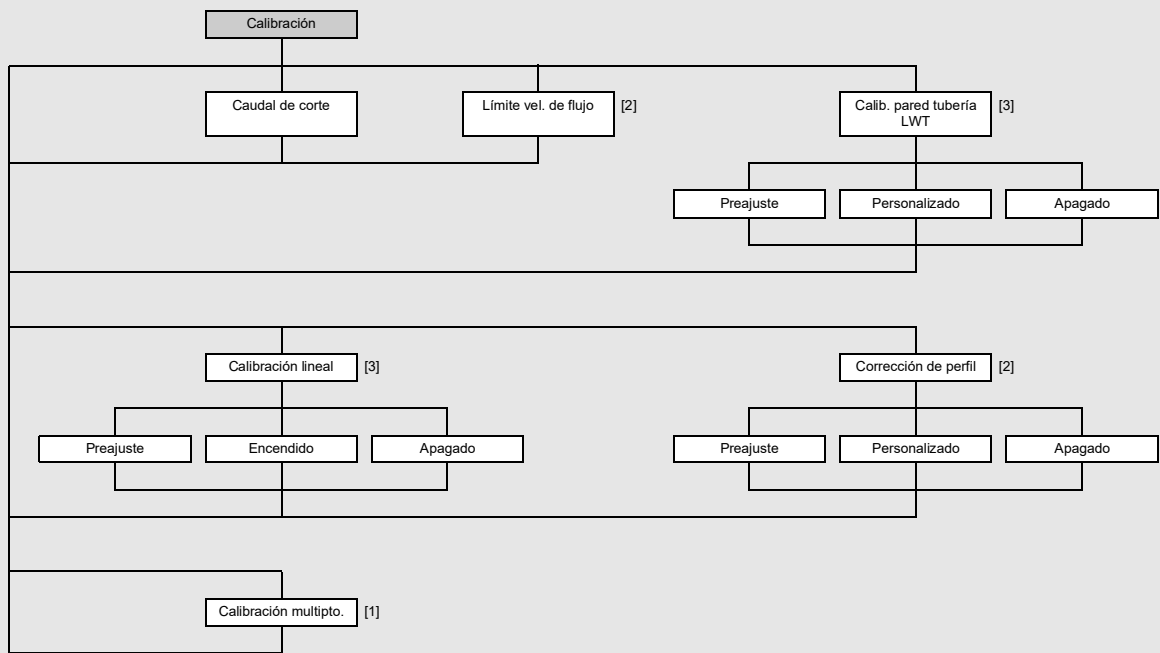 Calibración
Caudal de corte
Límite vel. de flujo
[2]
Calib. pared tubería
LWT
[3]
Preajuste
Personalizado
Apagado
Calibración lineal
[3]
Corrección de perfil
[2]
Preajuste
Encendido
Apagado
Preajuste
Personalizado
Apagado
Calibración multipto.
[1]